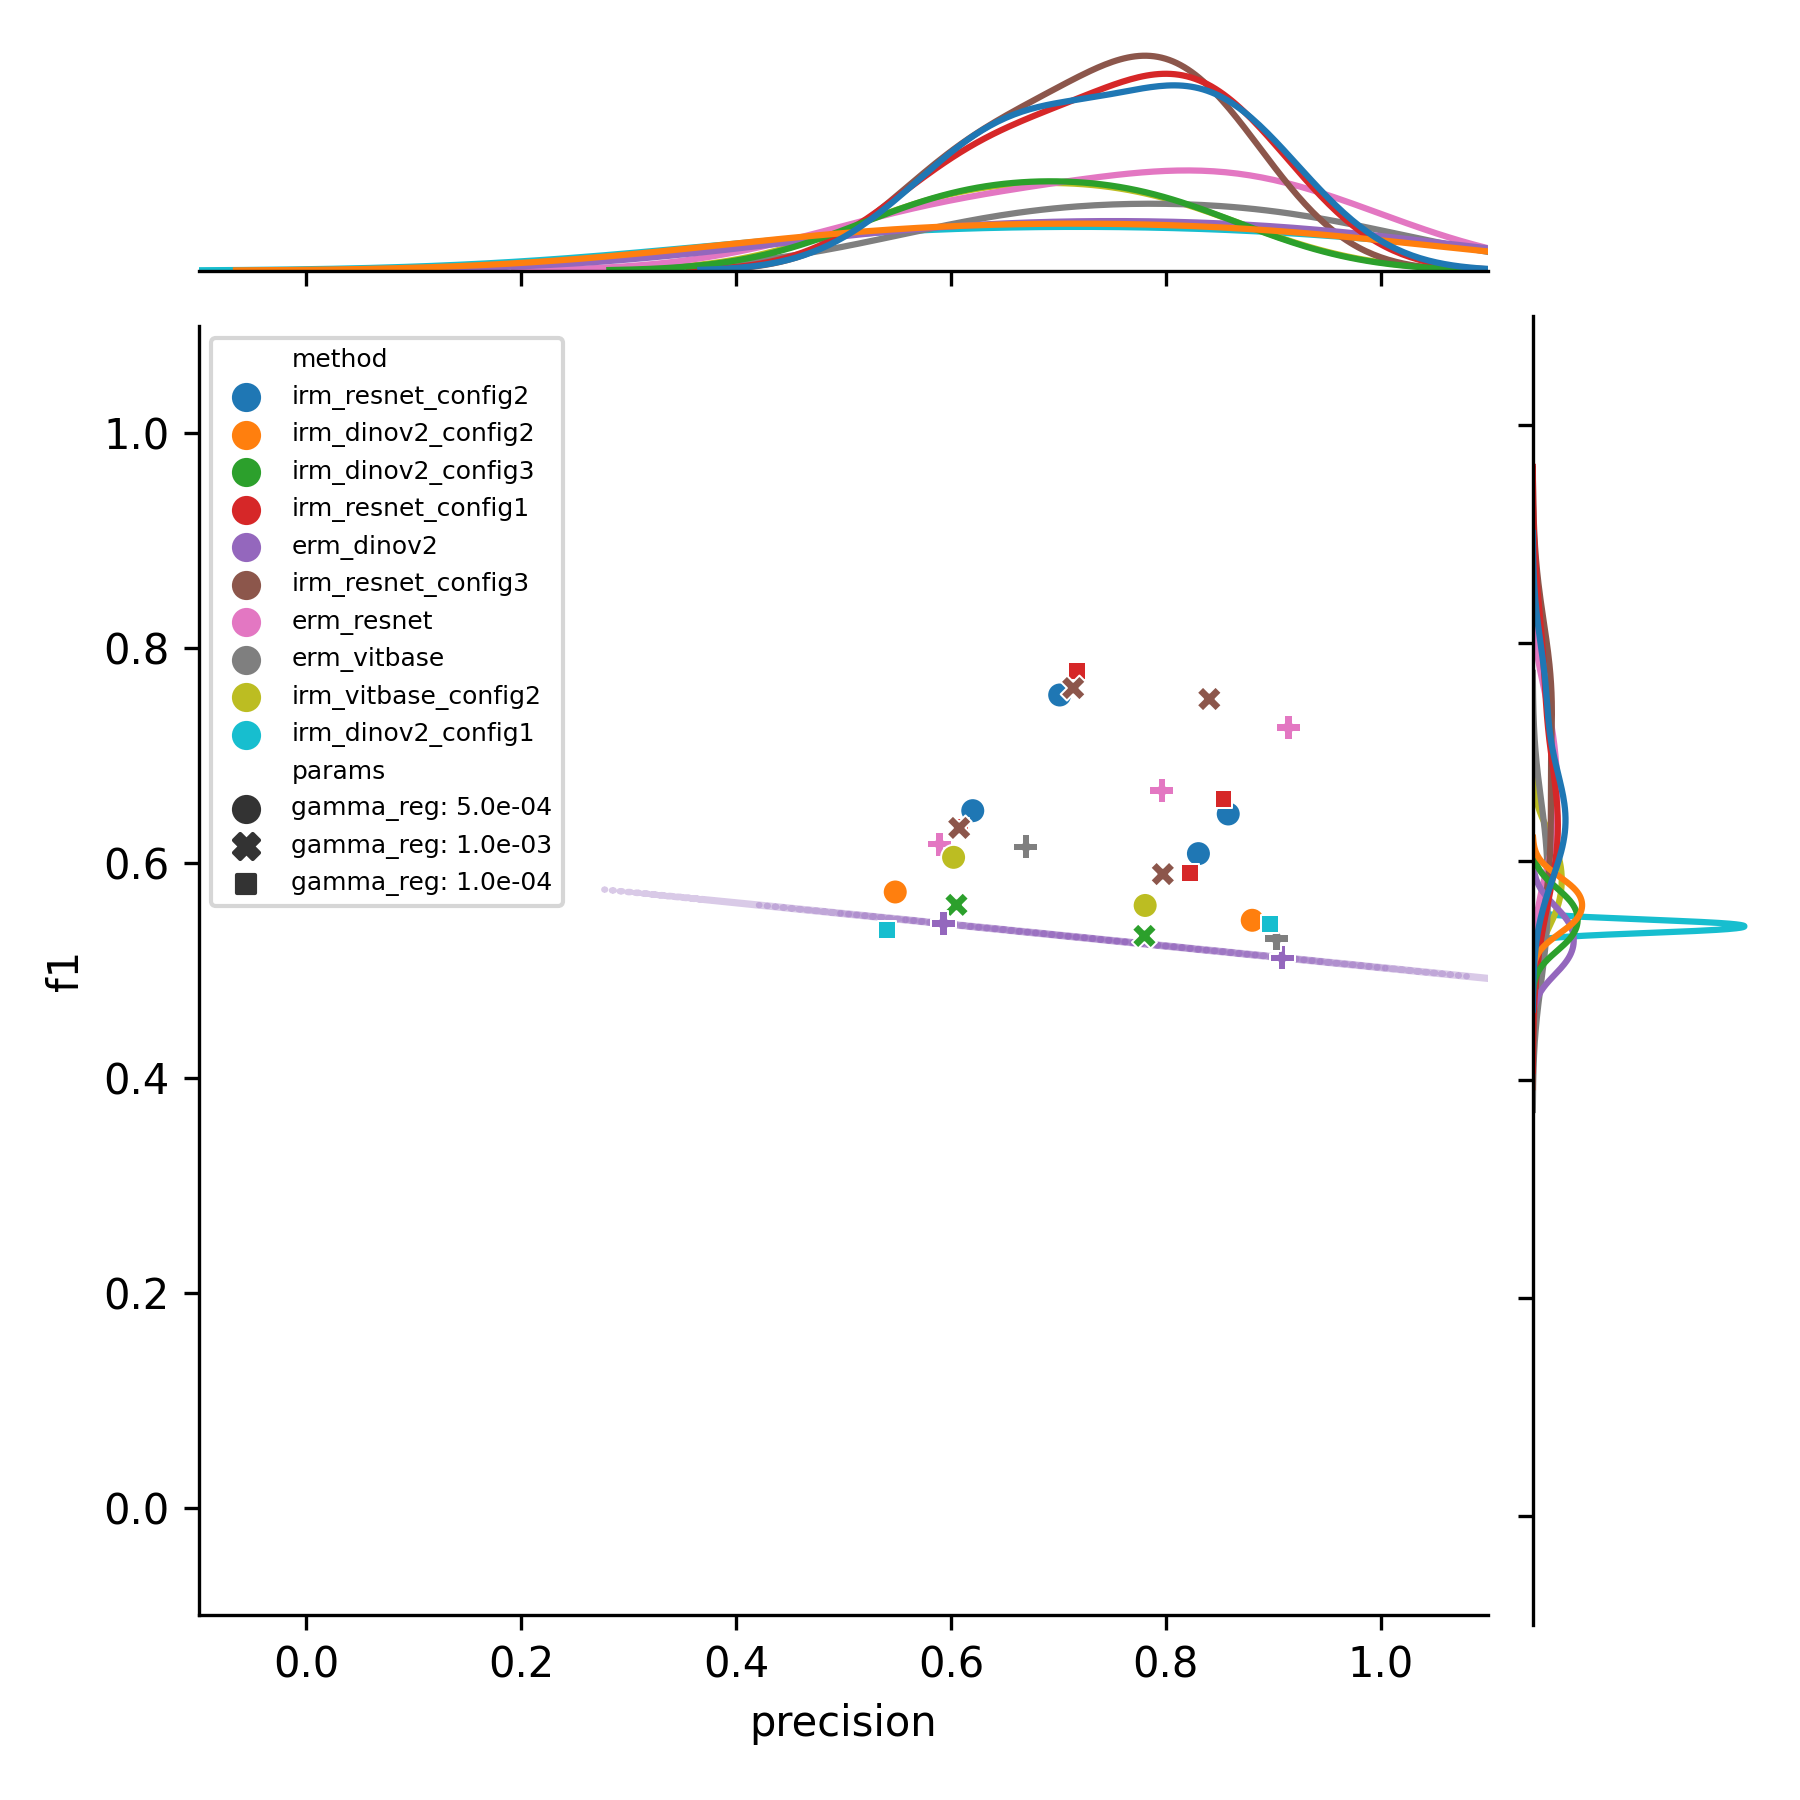 method
irm_resnet_config2
irm_dinov2_config2
irm_dinov2_config3
irm_resnet_config1
erm_dinov2
irm_resnet_config3
erm_resnet
erm_vitbase
irm_vitbase_config2
irm_dinov2_config1
params
gamma_reg: 5.0e-04
gamma_reg: 1.0e-03
gamma_reg: 1.0e-04
1.0
0.8
0.6
0.4
0.2
0.0
f1
0.0 0.2 0.4 0.6 0.8 1.0
precision